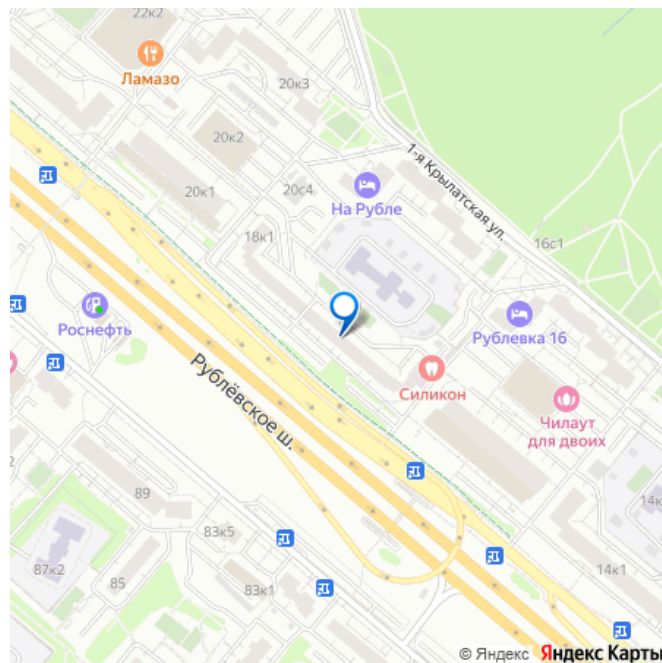 22к2
Ламазо
20к3
20к2
1-я Крылатская ул.
20к1
20с4
На Рубле
18к1
16с1
Роснефть
Рублевка 16
Рублёвское ш.
Силикон
Чилаут
для двоих
89
14к
83к5
87к2
85
83к1
14к1
© Яндекс Яндекс Карты